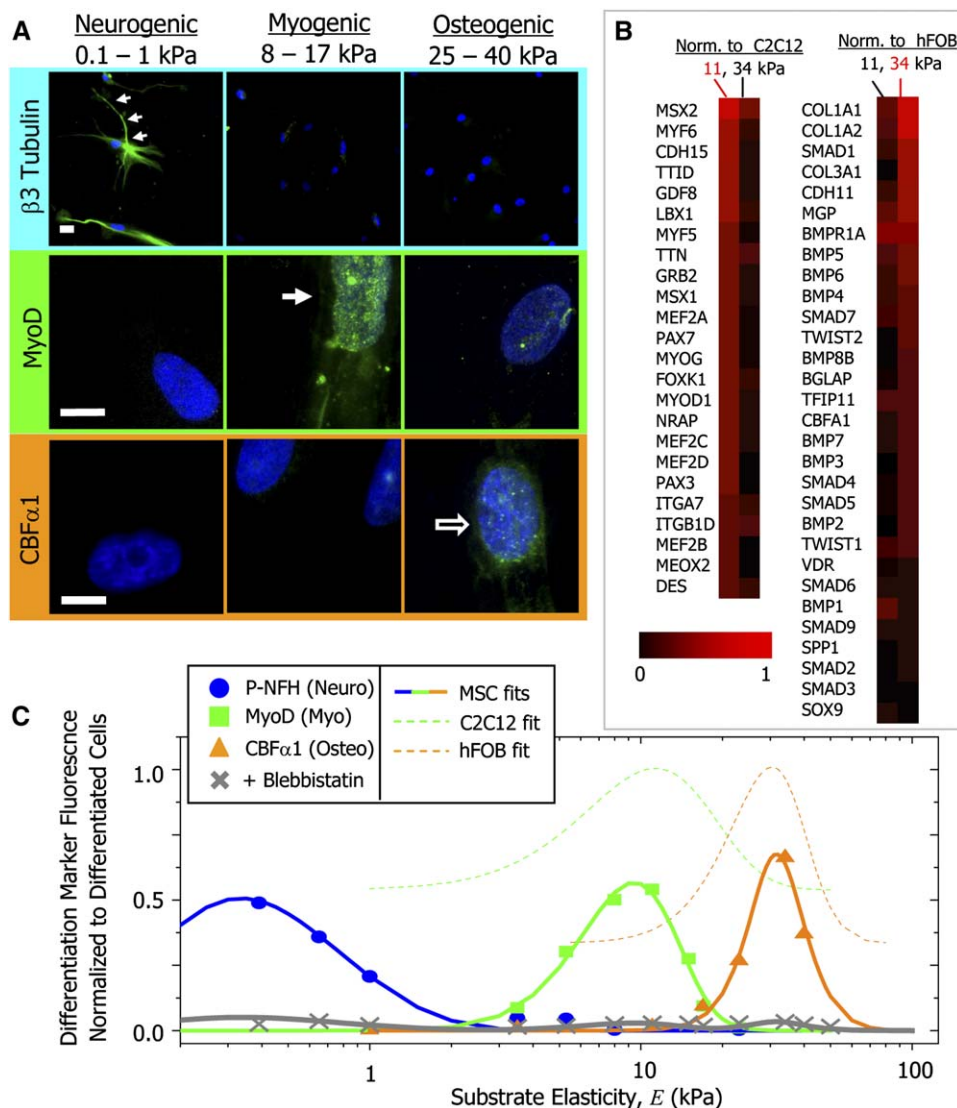 A
Neurogenic
0.1 – 1 kPa
Myogenic
8 – 17 kPa
Osteogenic
25 – 40 kPa
β3 Tubulin
MyoD
CBFα1
B
Norm. to C2C12
11, 34 kPa
MSX2
MYF6
CDH15
TTID
GDF8
LBX1
MYF5
TTN
GRB2
MSX1
MEF2A
PAX7
MYOG
FOXK1
MYOD1
NRAP
MEF2C
MEF2D
PAX3
ITGA7
ITGB1D
MEF2B
MEOX2
DES
0 1
Norm. to hFOB
11, 34 kPa
COL1A1
COL1A2
SMAD1
COL3A1
CDH11
MGP
BMPR1A
BMP5
BMP6
BMP4
SMAD7
TWIST2
BMP8B
BGLAP
TFIP11
CBFA1
BMP7
BMP3
SMAD4
SMAD5
BMP2
TWIST1
VDR
SMAD6
BMP1
SMAD9
SPP1
SMAD2
SMAD3
SOX9
C
P-NFH (Neuro)
MyoD (Myo)
CBFα1 (Osteo)
+ Blebbistatin
MSC fits
C2C12 fit
hFOB fit
Differentiation Marker Fluorescnce
Normalized to Differentiated Cells
1.0
0.5
0.0
1 10 100
Substrate Elasticity, E (kPa)